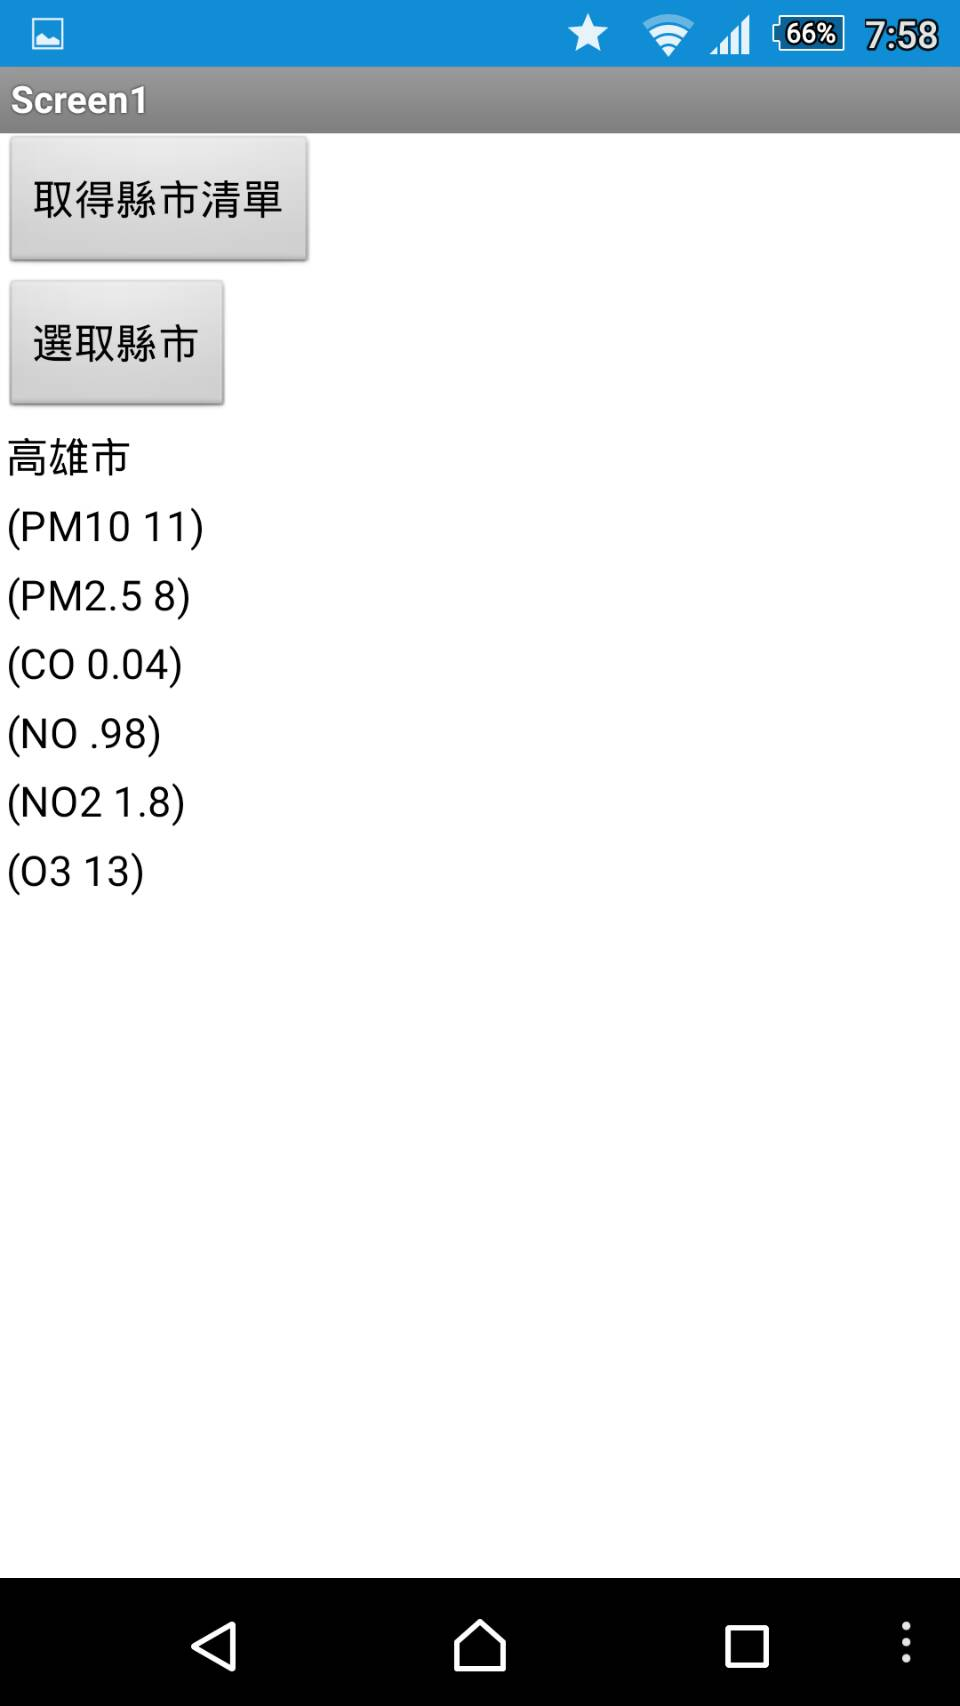 66% 7:58
Screen1
取得縣市清單
選取縣市
高雄市
(PM10 11)
(PM2.5 8)
(CO 0.04)
(NO .98)
(NO2 1.8)
(O3 13)